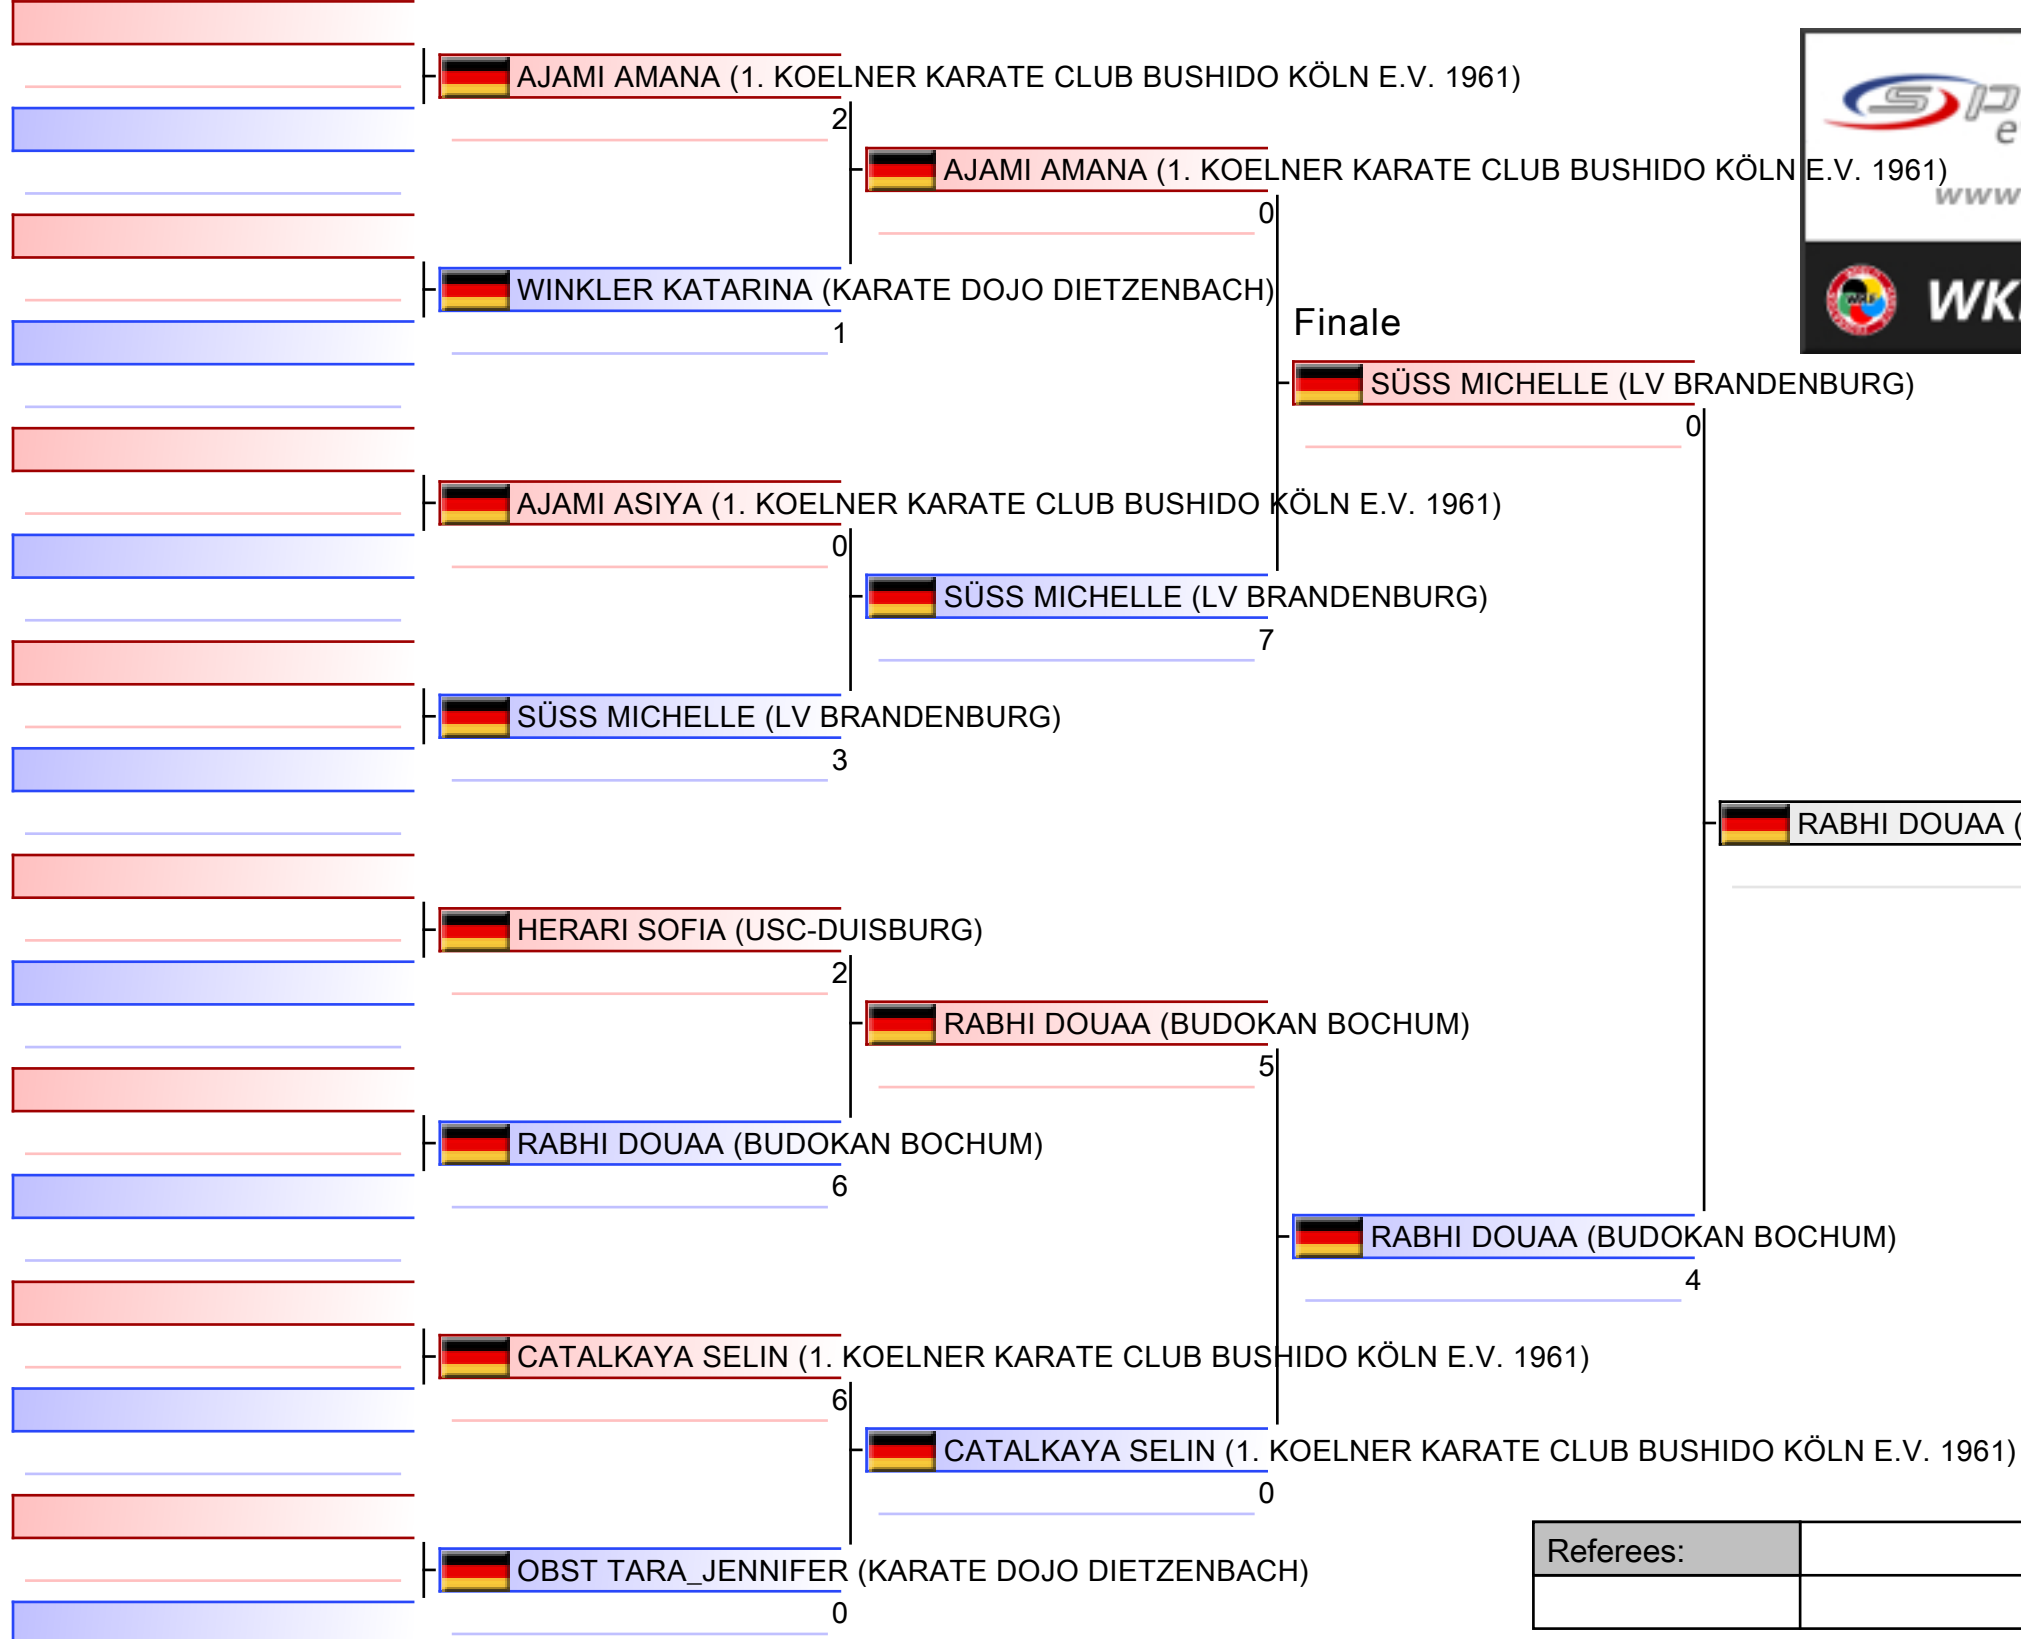 AJAMI AMANA (1. KOELNER KARATE CLUB BUSHIDO KÖLN E.V. 1961)
2
AJAMI AMANA (1. KOELNER KARATE CLUB BUSHIDO KÖLN E.V. 1961)
0
www
WINKLER KATARINA (KARATE DOJO DIETZENBACH)
1
Finale
SÜSS MICHELLE (LV BRANDENBURG)
0
AJAMI ASIYA (1. KOELNER KARATE CLUB BUSHIDO KÖLN E.V. 1961)
0
SÜSS MICHELLE (LV BRANDENBURG)
7
SÜSS MICHELLE (LV BRANDENBURG)
3
RABHI DOUAA (
HERARI SOFIA (USC-DUISBURG)
2
RABHI DOUAA (BUDOKAN BOCHUM)
5
RABHI DOUAA (BUDOKAN BOCHUM)
6
RABHI DOUAA (BUDOKAN BOCHUM)
4
CATALKAYA SELIN (1. KOELNER KARATE CLUB BUSHIDO KÖLN E.V. 1961)
6
CATALKAYA SELIN (1. KOELNER KARATE CLUB BUSHIDO KÖLN E.V. 1961)
0
OBST TARA_JENNIFER (KARATE DOJO DIETZENBACH)
0
Referees: